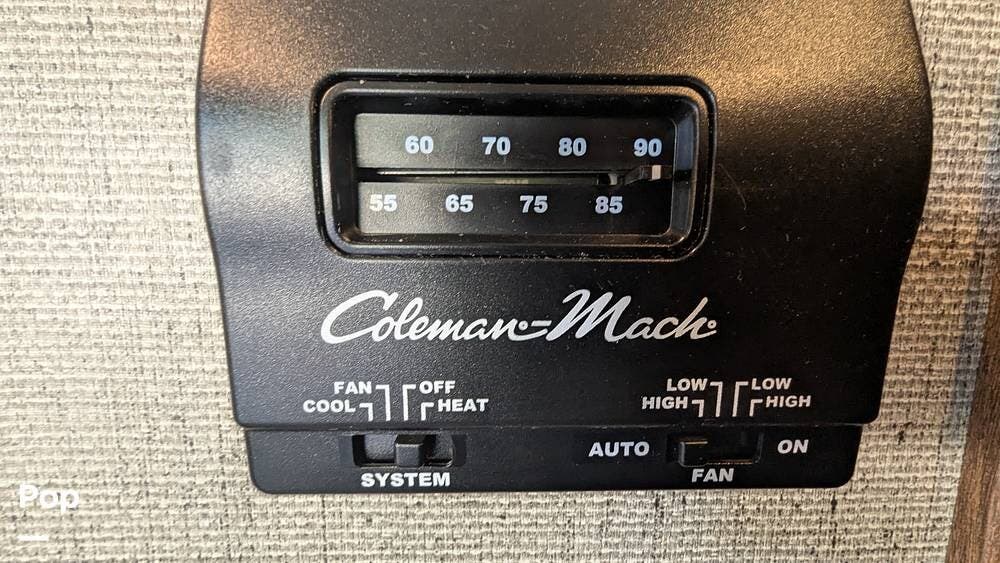 60 70 80 90
55 65 75 85
Coleman-Mach
FAN OFF
COOL HEAT
LOW LOW
HIGH HIGH
AUTO ON
SYSTEM
FAN
Pop